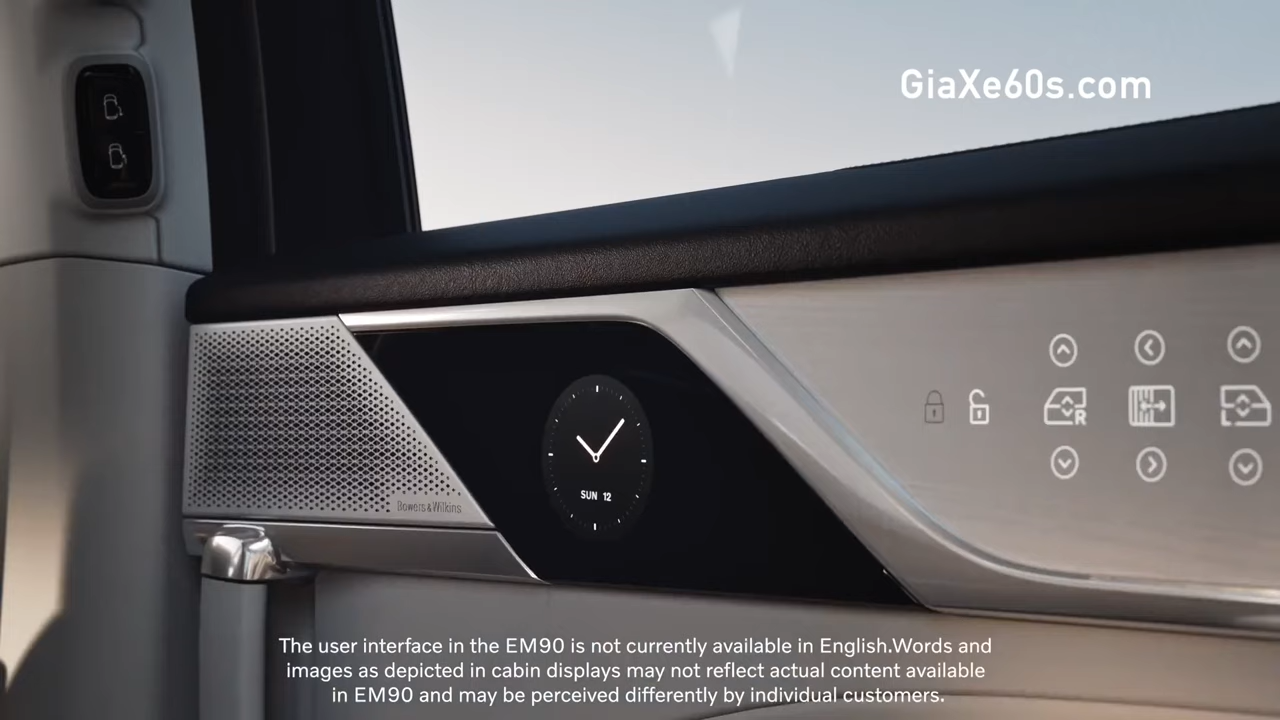 GiaXe60s.com
R
SUN 12
Bowers & Wilkins
The user interface in the EM90 is not currently available in English.Words and
images as depicted in cabin displays may not reflect actual content available
in EM90 and may be perceived differently by individual customers.